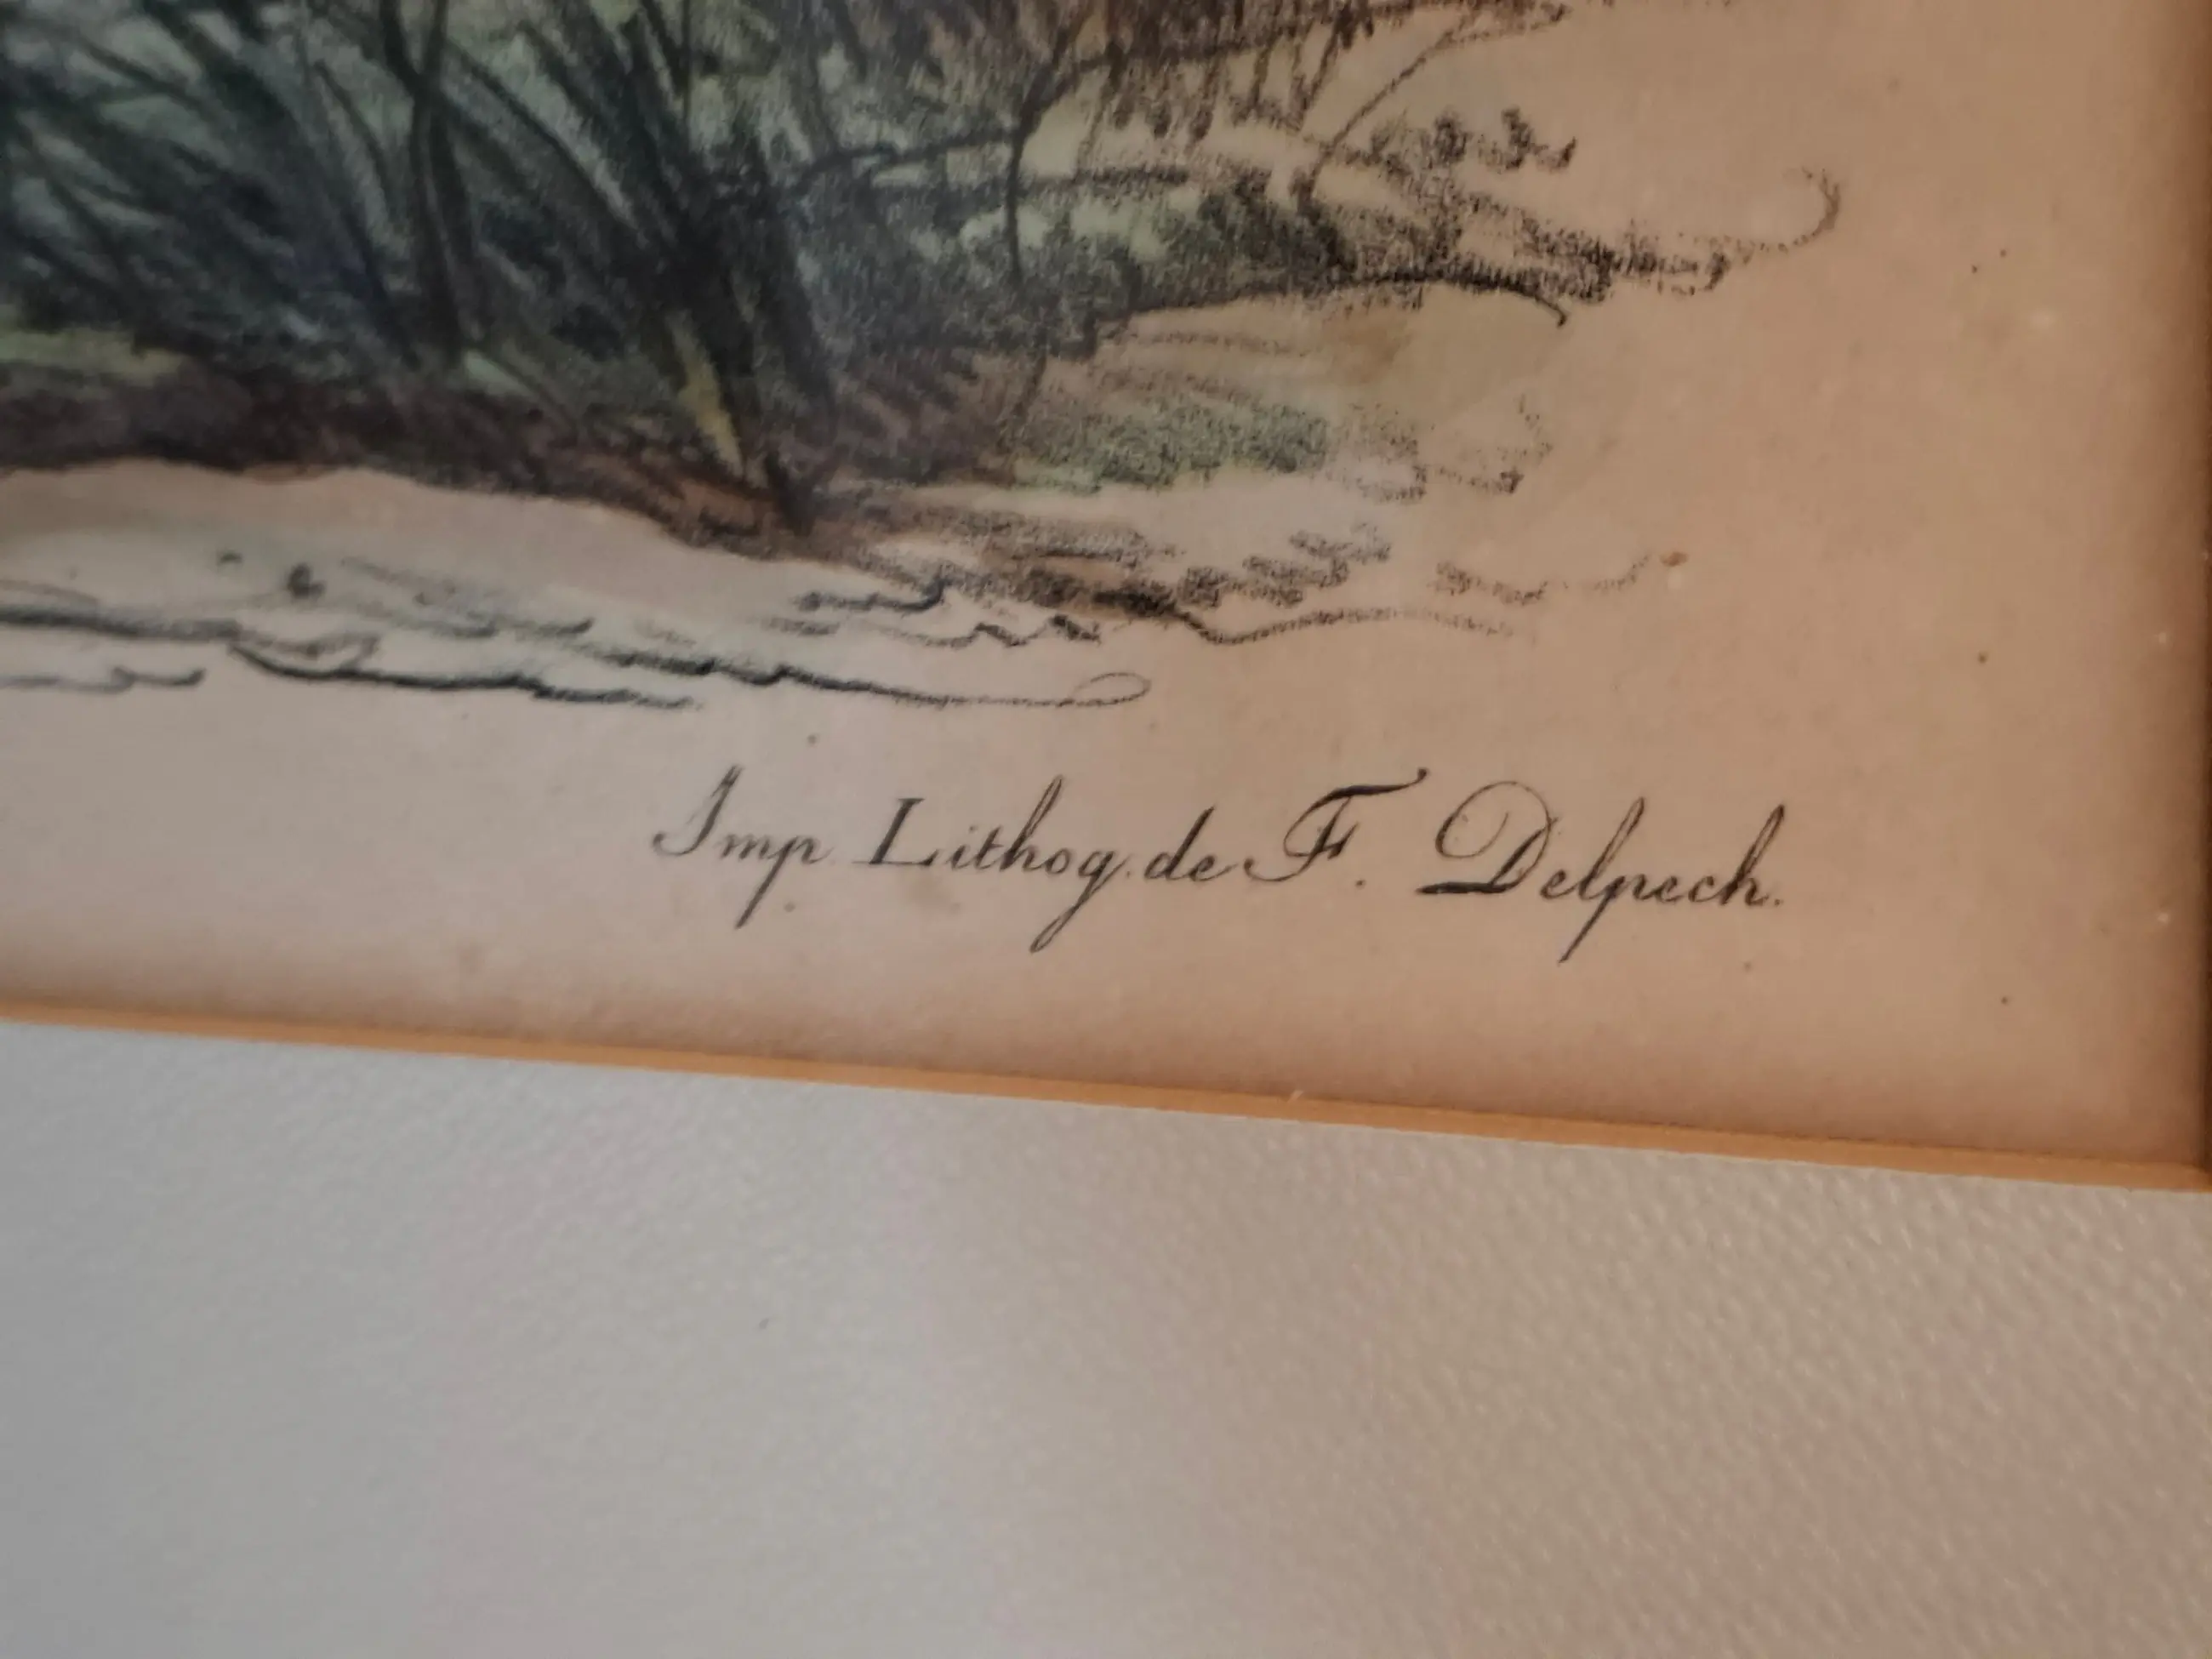 Imp Lithog. de F. Delpech.